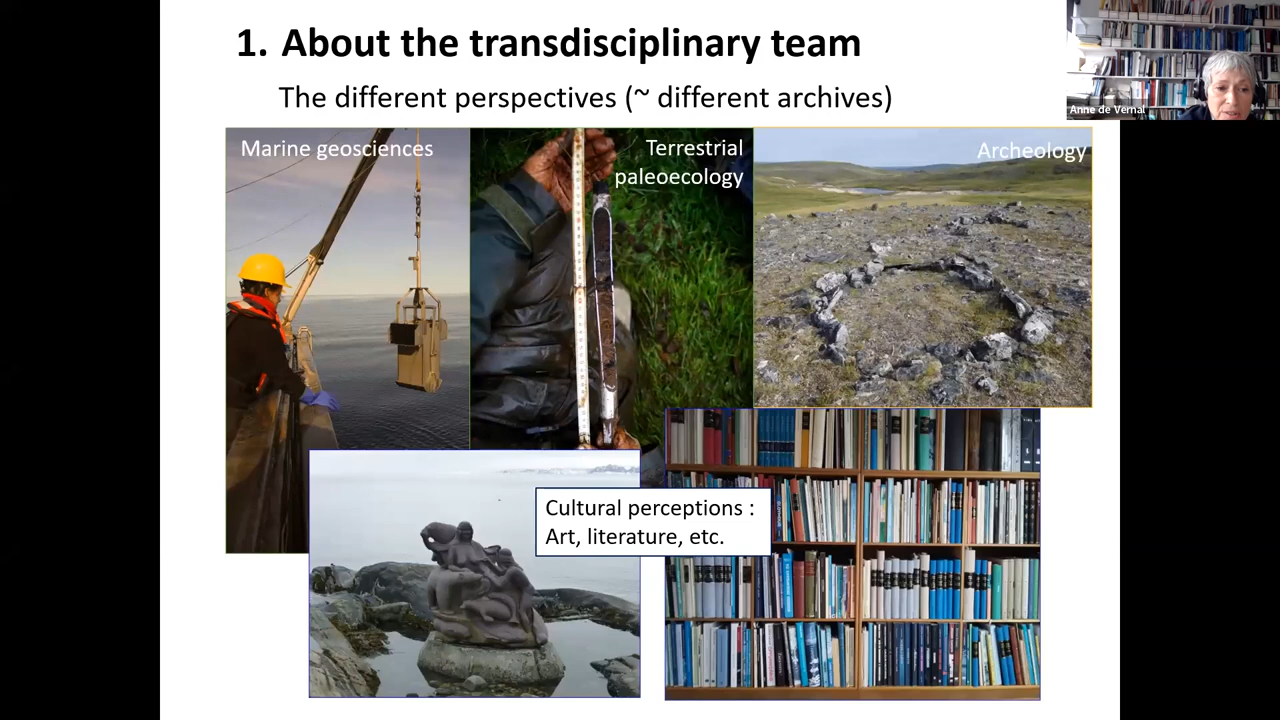 1. About the transdisciplinary team
The different perspectives (~ different archives)
Anne de Vernal
Marine geosciences
Terrestrial
paleoecology
Archeology
Cultural perceptions :
Art, literature, etc.